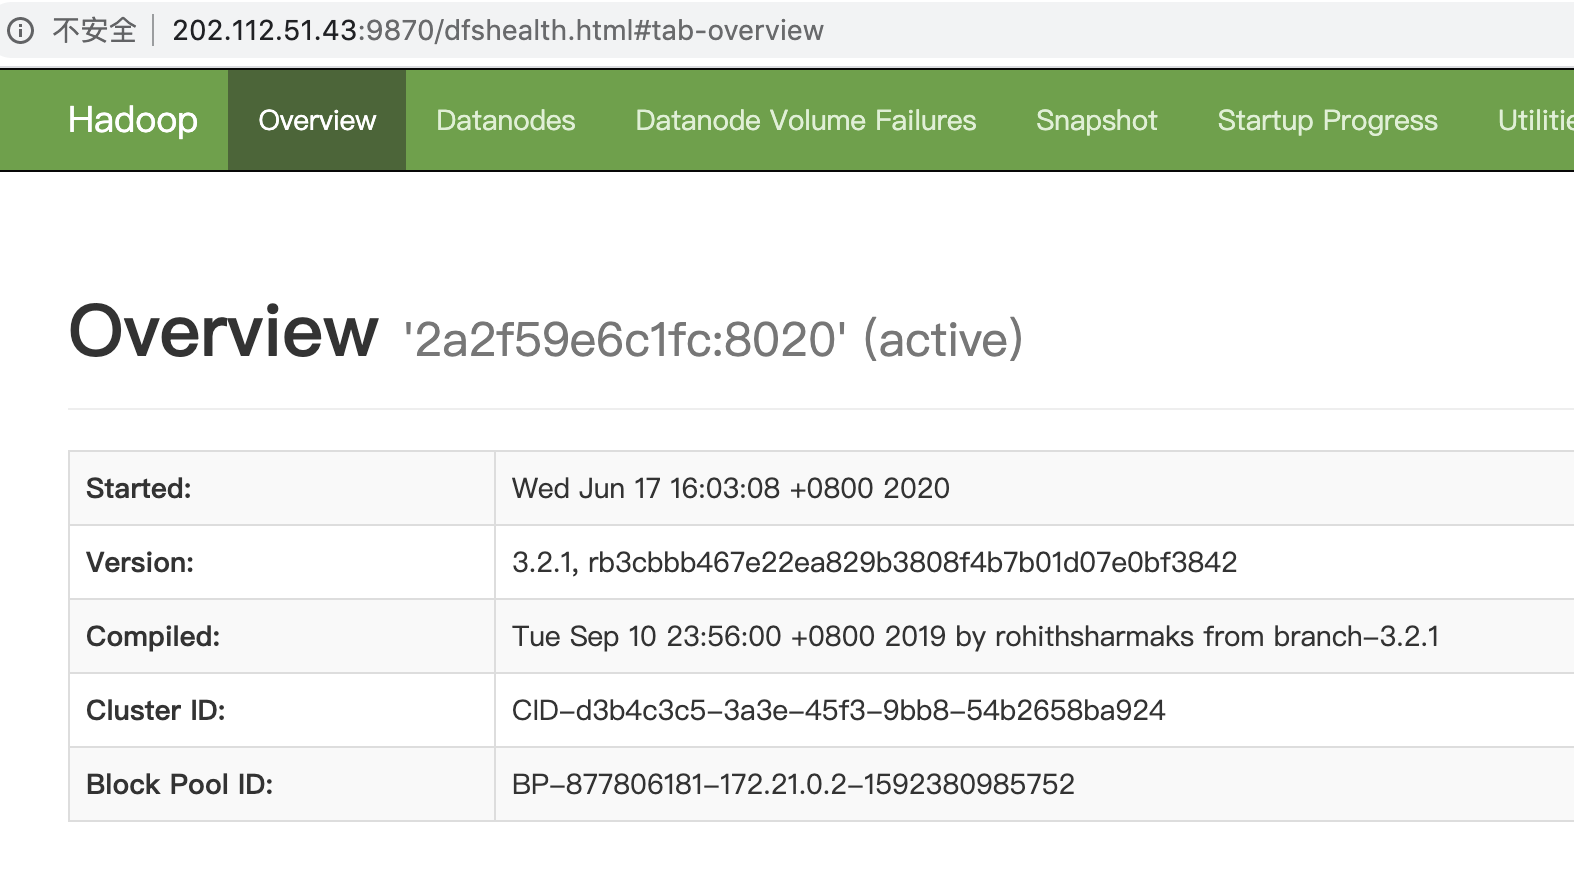 不安全 202.112.51.43:9870/dfshealth.html#tab-overview
Hadoop Overview Datanodes Datanode Volume Failures Snapshot Startup Progress Utilitie
Overview '2a2f59e6c1fc:8020' (active)
Started: Wed Jun 17 16:03:08 +0800 2020
Version: 3.2.1, rb3cbbb467e22ea829b3808f4b7b01d07e0bf3842
Compiled: Tue Sep 10 23:56:00 +0800 2019 by rohithsharmaks from branch-3.2.1
Cluster ID: CID-d3b4c3c5-3a3e-45f3-9bb8-54b2658ba924
Block Pool ID: BP-877806181-172.21.0.2-1592380985752